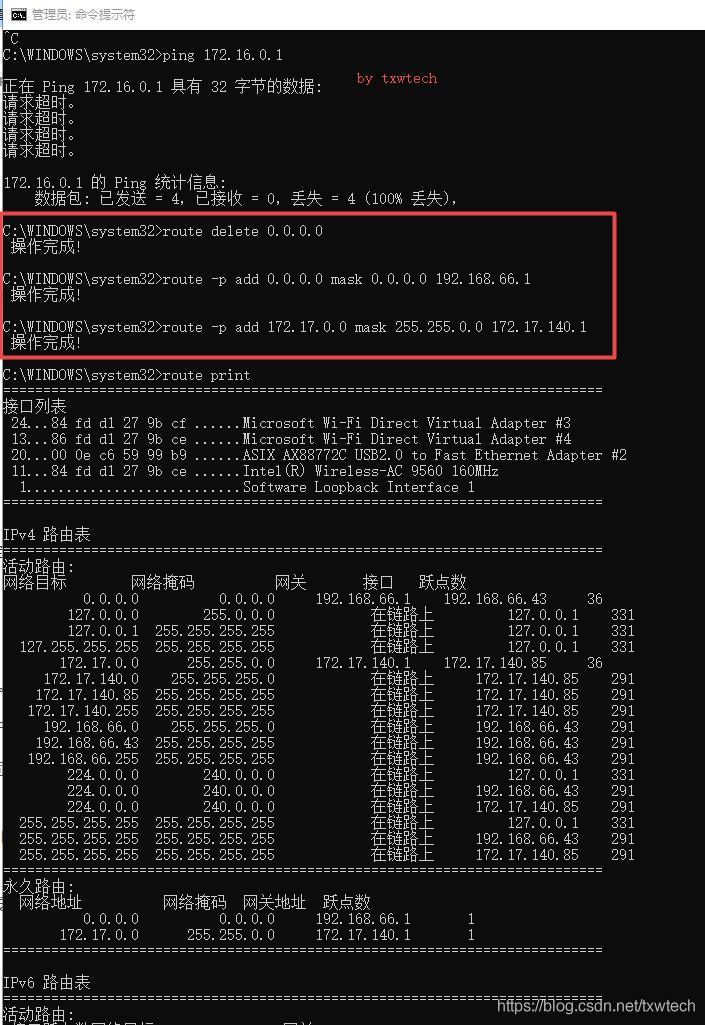 管理员: 命令提示符
^C
C:\WINDOWS\system32>ping 172.16.0.1
by txwtech
正在 Ping 172.16.0.1 具有 32 字节的数据:
请求超时。
请求超时。
请求超时。
请求超时。
172.16.0.1 的 Ping 统计信息:
数据包: 已发送 = 4, 已接收 = 0, 丢失 = 4 (100% 丢失),
C:\WINDOWS\system32>route delete 0.0.0.0
操作完成!
C:\WINDOWS\system32>route -p add 0.0.0.0 mask 0.0.0.0 192.168.66.1
操作完成!
C:\WINDOWS\system32>route -p add 172.17.0.0 mask 255.255.0.0 172.17.140.1
操作完成!
C:\WINDOWS\system32>route print
===========================================================================
接口列表
24...84 fd d1 27 9b cf ......Microsoft Wi-Fi Direct Virtual Adapter #3
13...86 fd d1 27 9b ce ......Microsoft Wi-Fi Direct Virtual Adapter #4
20...00 0e c6 59 99 b9 ......ASIX AX88772C USB2.0 to Fast Ethernet Adapter #2
11...84 fd d1 27 9b ce ......Intel(R) Wireless-AC 9560 160MHz
1...........................Software Loopback Interface 1
===========================================================================
IPv4 路由表
===========================================================================
活动路由:
网络目标 网络掩码 网关 接口 跃点数
0.0.0.0 0.0.0.0 192.168.66.1 192.168.66.43 36
127.0.0.0 255.0.0.0 在链路上 127.0.0.1 331
127.0.0.1 255.255.255.255 在链路上 127.0.0.1 331
127.255.255.255 255.255.255.255 在链路上 127.0.0.1 331
172.17.0.0 255.255.0.0 172.17.140.1 172.17.140.85 36
172.17.140.0 255.255.255.0 在链路上 172.17.140.85 291
172.17.140.85 255.255.255.255 在链路上 172.17.140.85 291
172.17.140.255 255.255.255.255 在链路上 172.17.140.85 291
192.168.66.0 255.255.255.0 在链路上 192.168.66.43 291
192.168.66.43 255.255.255.255 在链路上 192.168.66.43 291
192.168.66.255 255.255.255.255 在链路上 192.168.66.43 291
224.0.0.0 240.0.0.0 在链路上 127.0.0.1 331
224.0.0.0 240.0.0.0 在链路上 192.168.66.43 291
224.0.0.0 240.0.0.0 在链路上 172.17.140.85 291
255.255.255.255 255.255.255.255 在链路上 127.0.0.1 331
255.255.255.255 255.255.255.255 在链路上 192.168.66.43 291
255.255.255.255 255.255.255.255 在链路上 172.17.140.85 291
===========================================================================
永久路由:
网络地址 网络掩码 网关地址 跃点数
0.0.0.0 0.0.0.0 192.168.66.1 1
172.17.0.0 255.255.0.0 172.17.140.1 1
===========================================================================
IPv6 路由表
===========================================================================
活动路由:
https://blog.csdn.net/txwtech